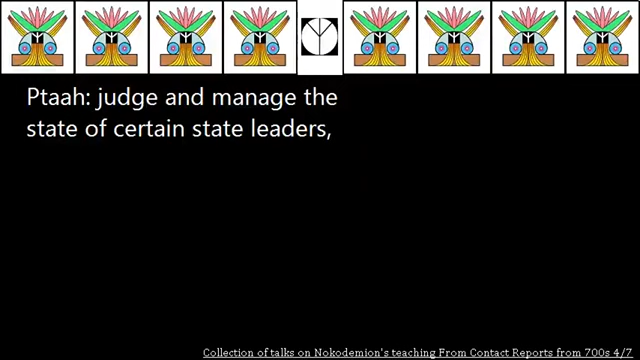 Ptaah: judge and manage the
state of certain state leaders,
Collection of talks on Nokodemion's teaching From Contact Reports from 700s 4/7